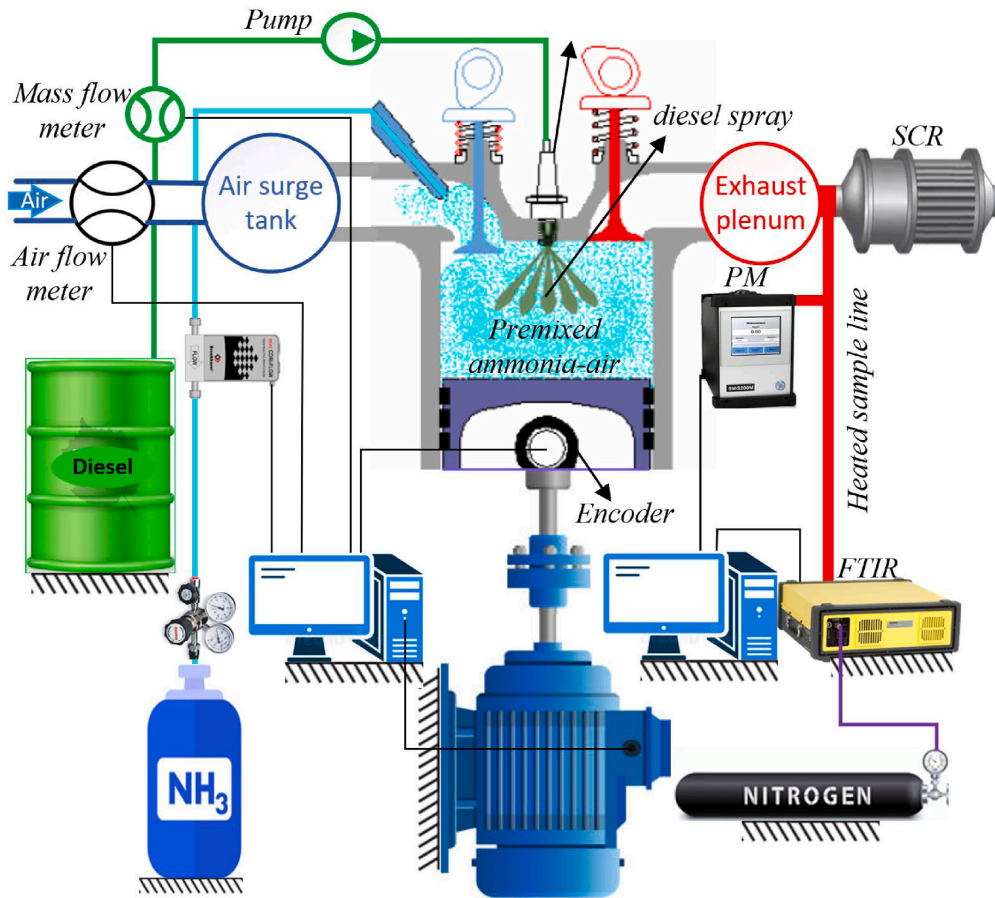 Pump
Mass flow
meter
diesel spray
SCR
Air
Air surge
tank
Exhaust
plenum
Air flow
meter
PM
Premixed
ammonia-air
Heated sample line
FLOW
Diesel
Encoder
FTIR
NH3
NITROGEN